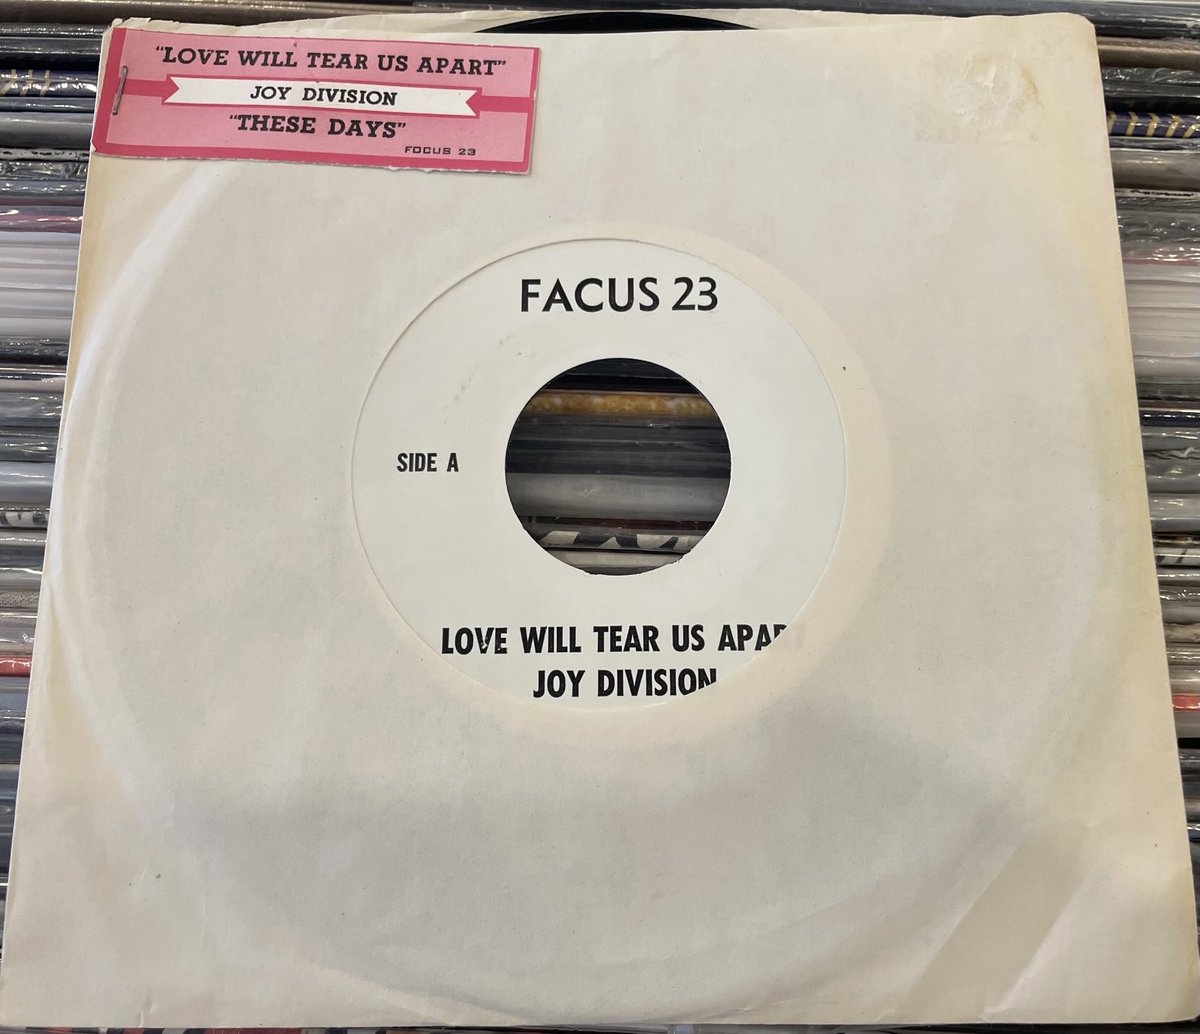 "LOVE WILL TEAR US APART"
JOY DIVISION
"THESE DAYS"
FOCUS 23
FACUS 23
SIDE A
LOVE WILL TEAR US APART
JOY DIVISION